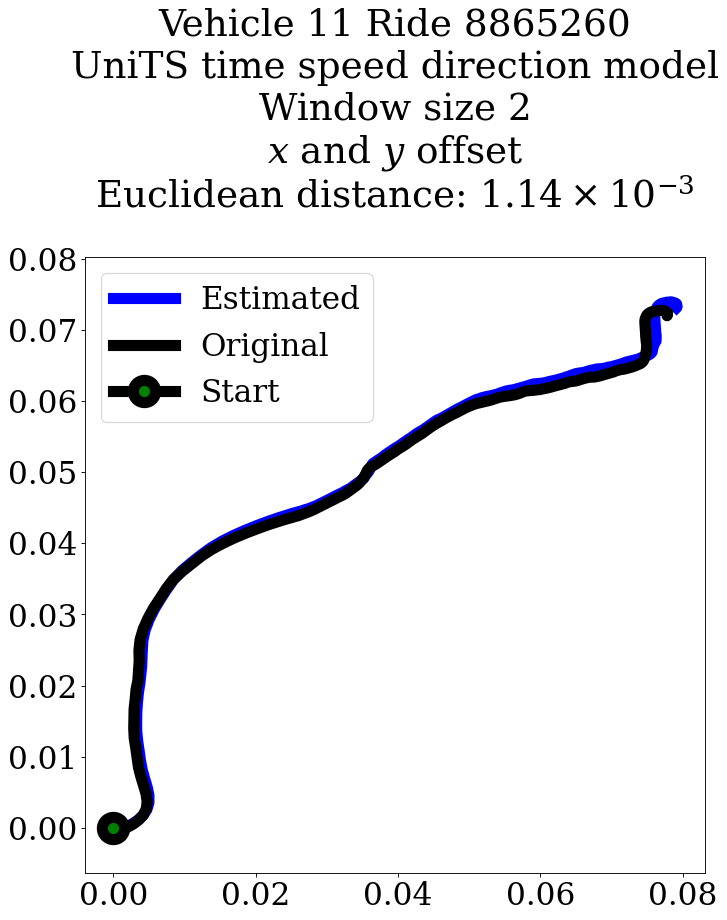 Vehicle 11 Ride 8865260
UniTS time speed direction model
Window size 2
x and y offset
Euclidean distance: 1.14 × 10⁻³
0.08
0.07
0.06
0.05
0.04
0.03
0.02
0.01
0.00
Estimated
Original
Start
0.00 0.02 0.04 0.06 0.08